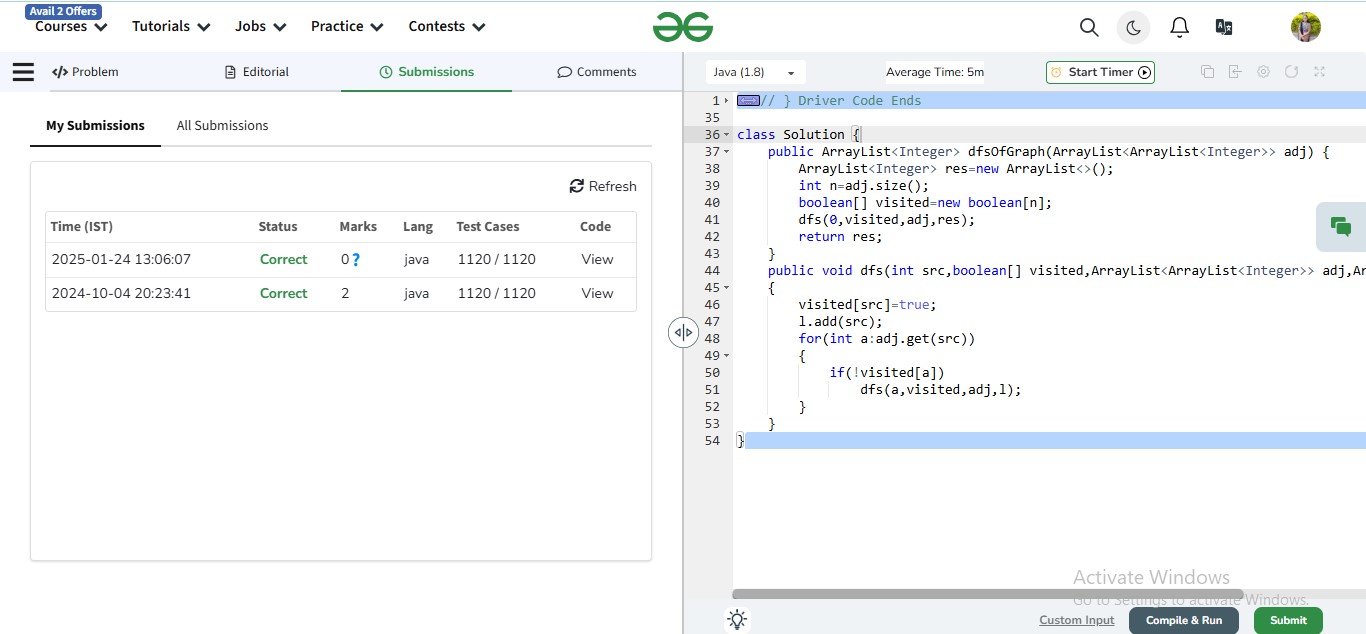 Avail 2 Offers
Courses Tutorials Jobs Practice Contests
</> Problem Editorial Submissions Comments
My Submissions All Submissions
Refresh
Time (IST) Status Marks Lang Test Cases Code
2025-01-24 13:06:07 Correct 0? java 1120 / 1120 View
2024-10-04 20:23:41 Correct 2 java 1120 / 1120 View
Java (1.8) Average Time: 5m Start Timer
1 // } Driver Code Ends
35
36 class Solution {
37 public ArrayList<Integer> dfsOfGraph(ArrayList<ArrayList<Integer>> adj) {
38 ArrayList<Integer> res=new ArrayList<>();
39 int n=adj.size();
40 boolean[] visited=new boolean[n];
41 dfs(0,visited,adj,res);
42 return res;
43 }
44 public void dfs(int src,boolean[] visited,ArrayList<ArrayList<Integer>> adj,Ar
45 {
46 visited[src]=true;
47 l.add(src);
48 for(int a:adj.get(src))
49 {
50 if(!visited[a])
51 dfs(a,visited,adj,l);
52 }
53 }
54 }
Activate Windows
Go to Settings to activate Windows.
Custom Input Compile & Run Submit